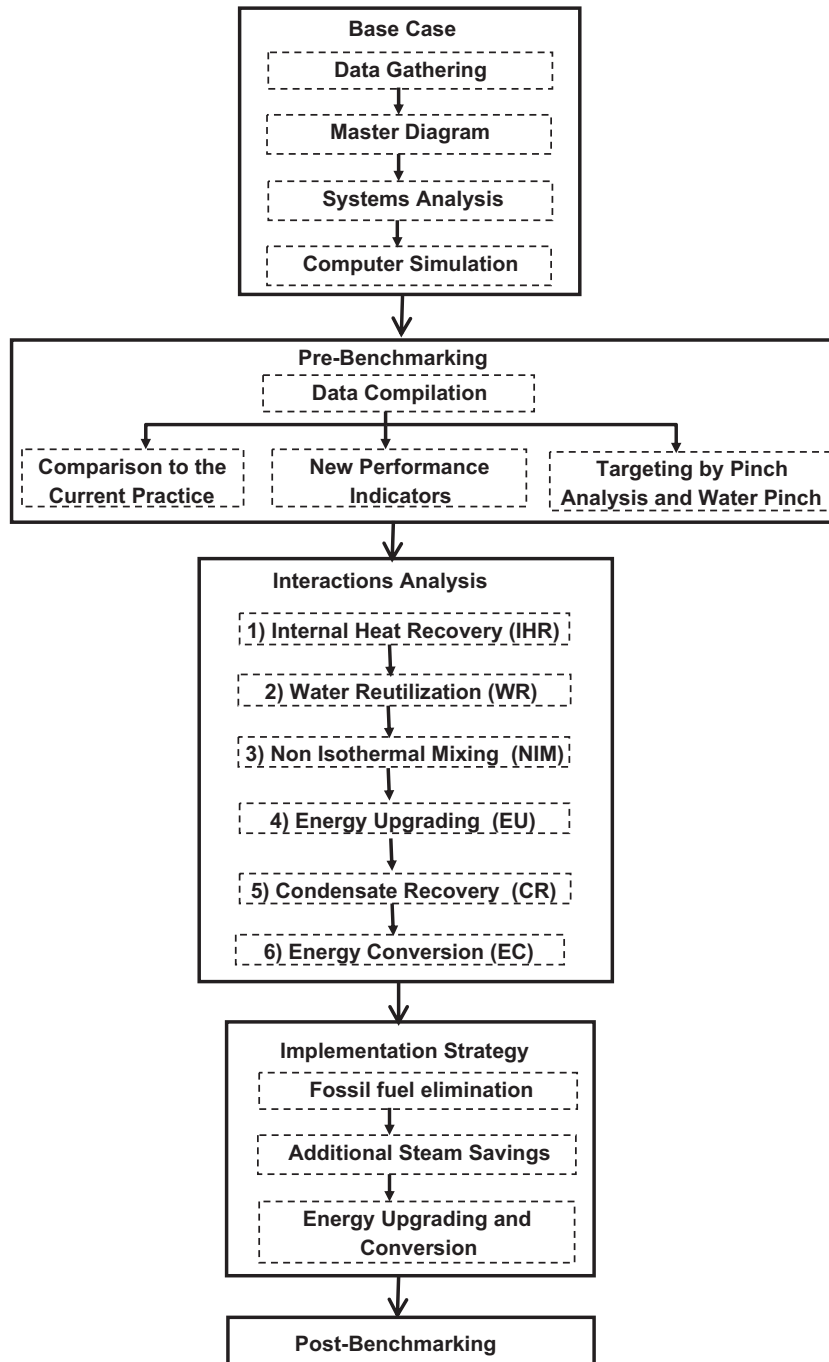 Base Case
Data Gathering
Master Diagram
Systems Analysis
Computer Simulation
Pre-Benchmarking
Data Compilation
Comparison to the
Current Practice
New Performance
Indicators
Targeting by Pinch
Analysis and Water Pinch
Interactions Analysis
1) Internal Heat Recovery (IHR)
2) Water Reutilization (WR)
3) Non Isothermal Mixing (NIM)
4) Energy Upgrading (EU)
5) Condensate Recovery (CR)
6) Energy Conversion (EC)
Implementation Strategy
Fossil fuel elimination
Additional Steam Savings
Energy Upgrading and
Conversion
Post-Benchmarking